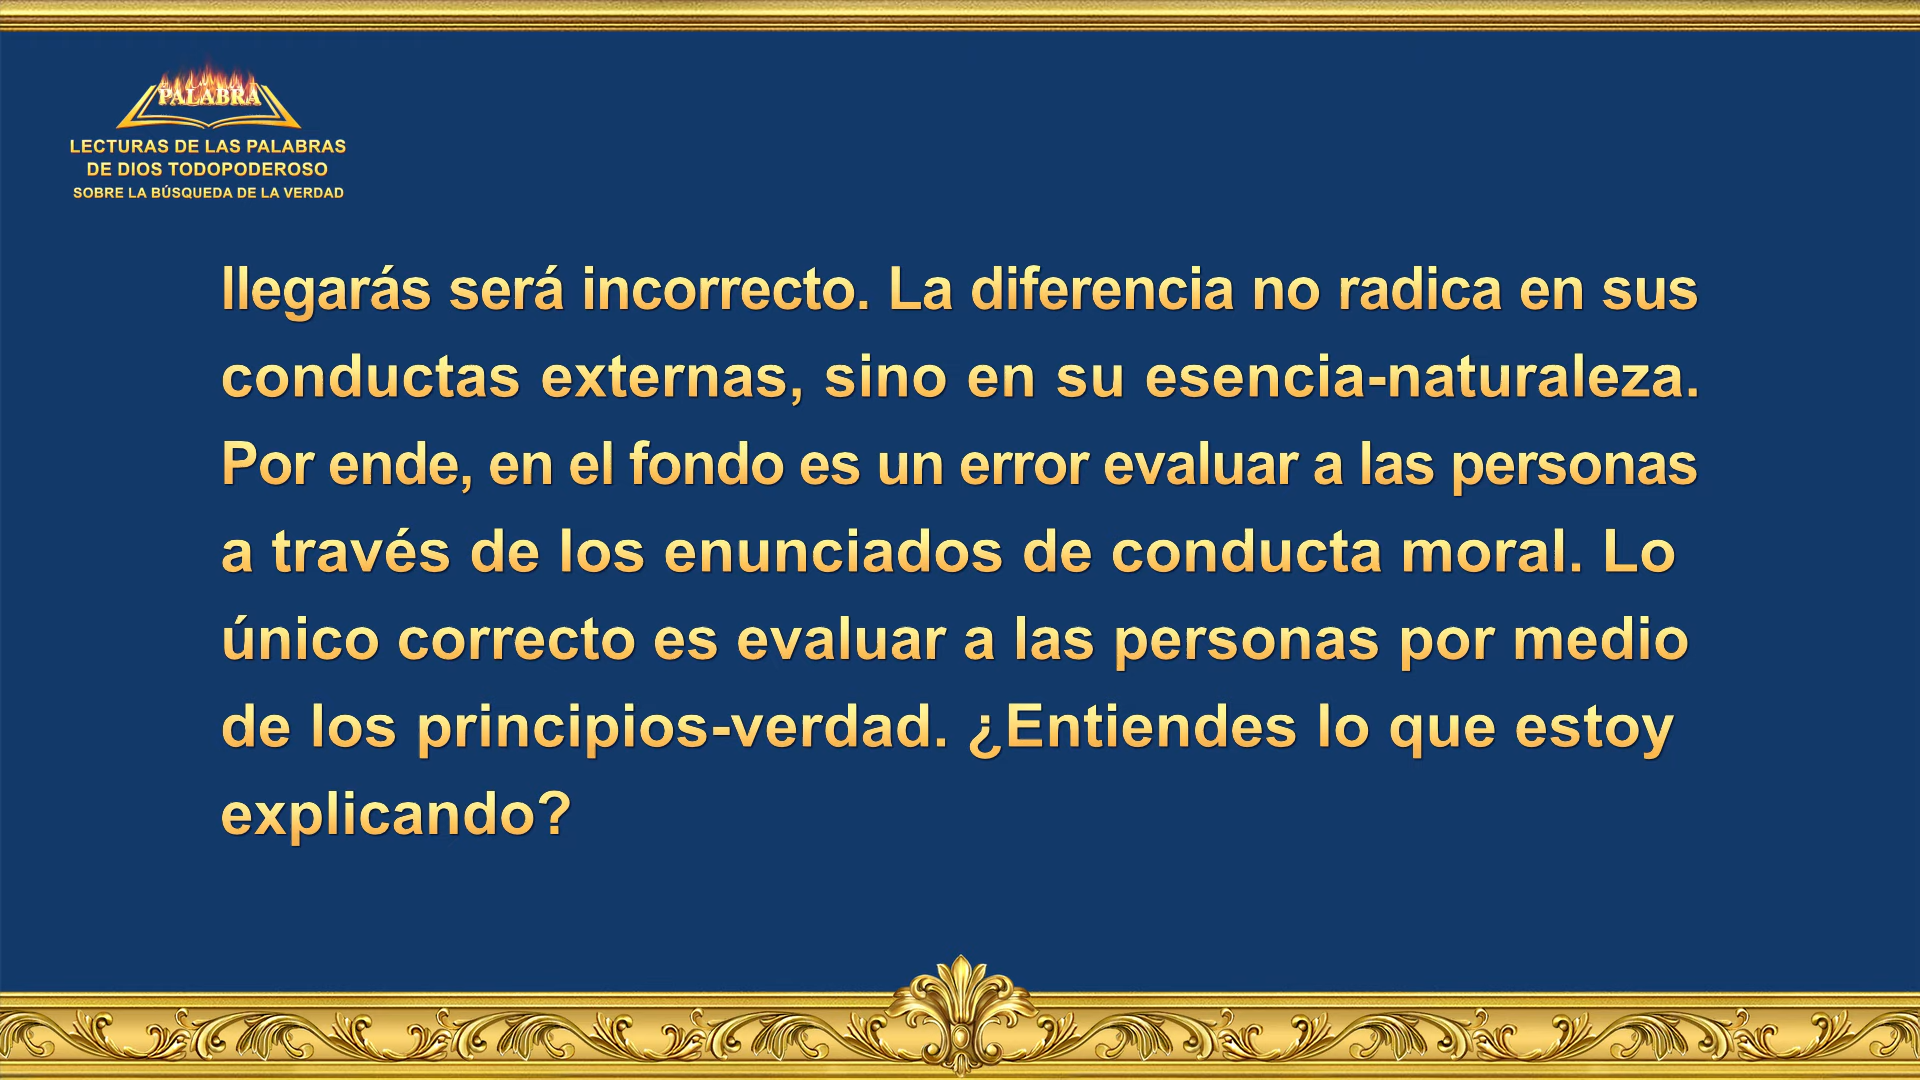 PALABRA
LECTURAS DE LAS PALABRAS
DE DIOS TODOPODEROSO
SOBRE LA BÚSQUEDA DE LA VERDAD
llegarás será incorrecto. La diferencia no radica en sus
conductas externas, sino en su esencia-naturaleza.
Por ende, en el fondo es un error evaluar a las personas
a través de los enunciados de conducta moral. Lo
único correcto es evaluar a las personas por medio
de los principios-verdad. ¿Entiendes lo que estoy
explicando?